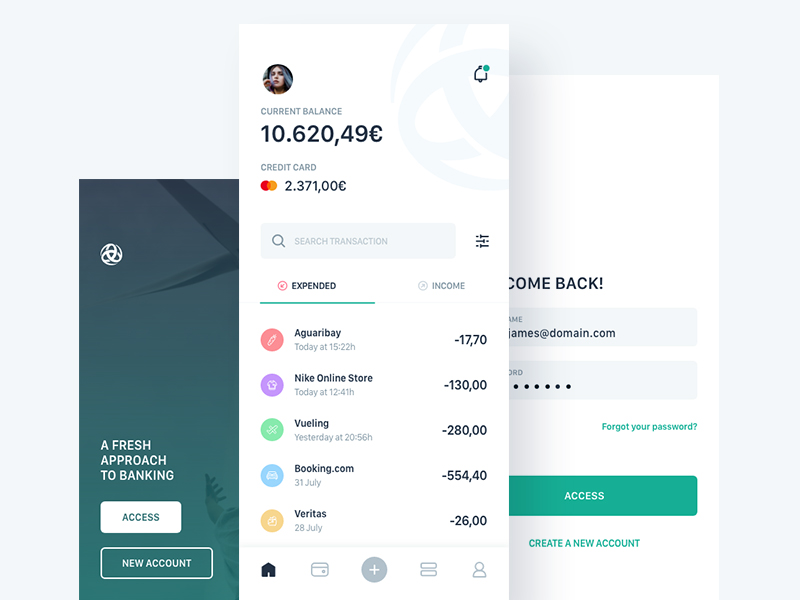 A FRESH
APPROACH
TO BANKING
ACCESS
NEW ACCOUNT
CURRENT BALANCE
10.620,49€
CREDIT CARD
2.371,00€
SEARCH TRANSACTION
EXPENDED
INCOME
Aguaribay
Today at 15:22h
-17,70
Nike Online Store
Today at 12:41h
-130,00
Vueling
Yesterday at 20:56h
-280,00
Booking.com
31 July
-554,40
Veritas
28 July
-26,00
COME BACK!
AME
james@domain.com
ORD
Forgot your password?
ACCESS
CREATE A NEW ACCOUNT